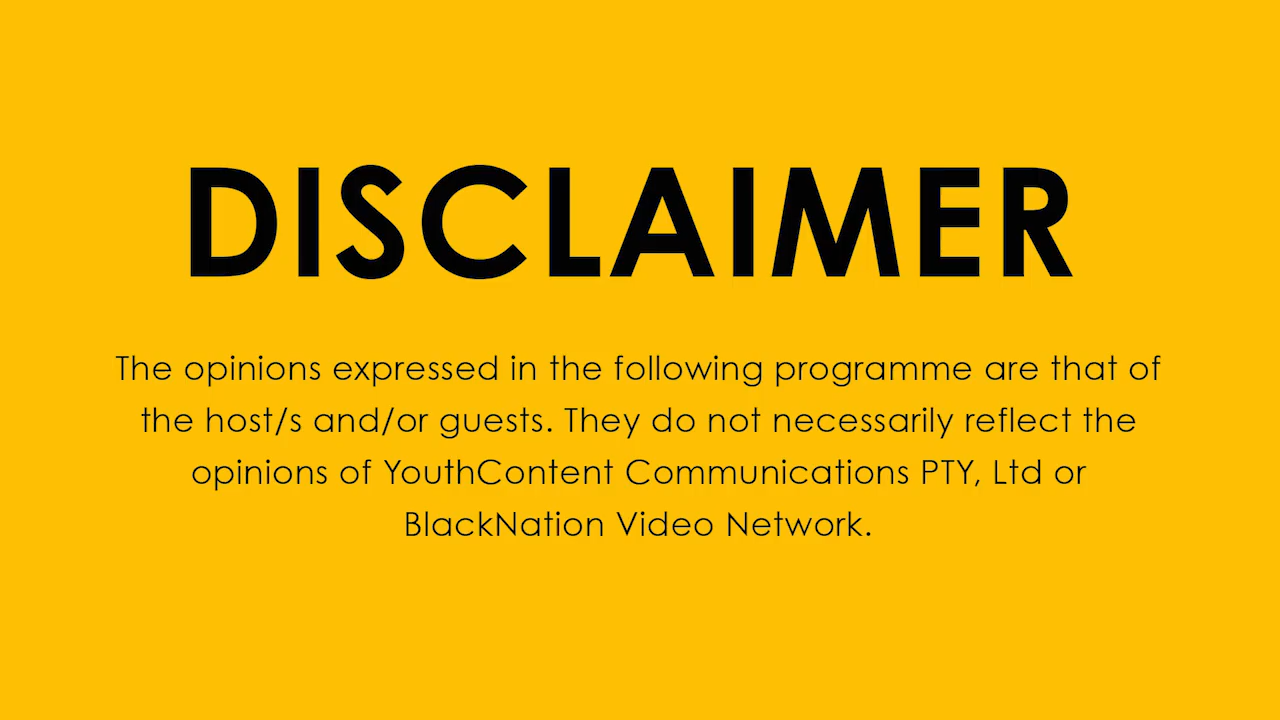 DISCLAIMER
The opinions expressed in the following programme are that of
the host/s and/or guests. They do not necessarily reflect the
opinions of YouthContent Communications PTY, Ltd or
BlackNation Video Network.